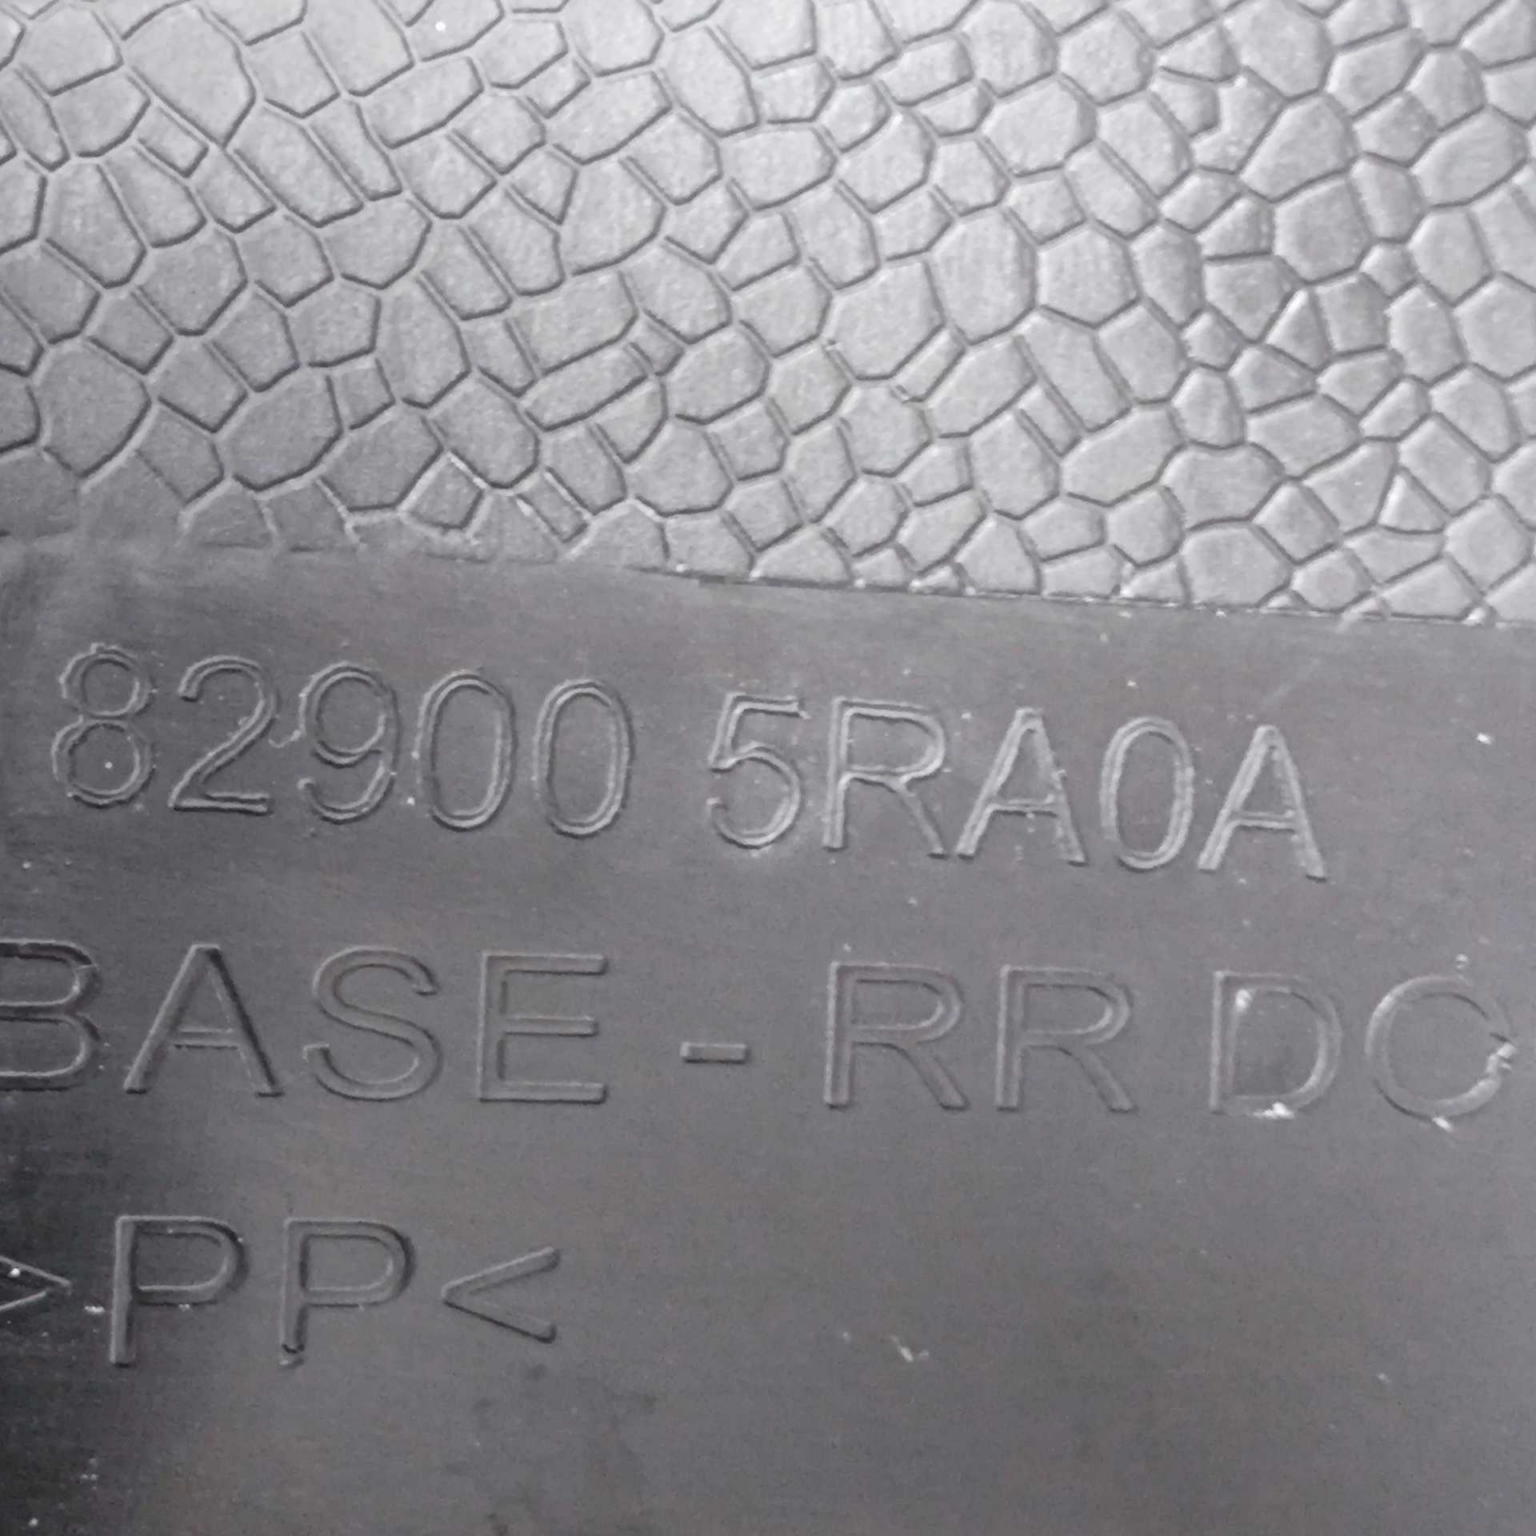 82900 5RA0A
BASE - RR DO
>PP<